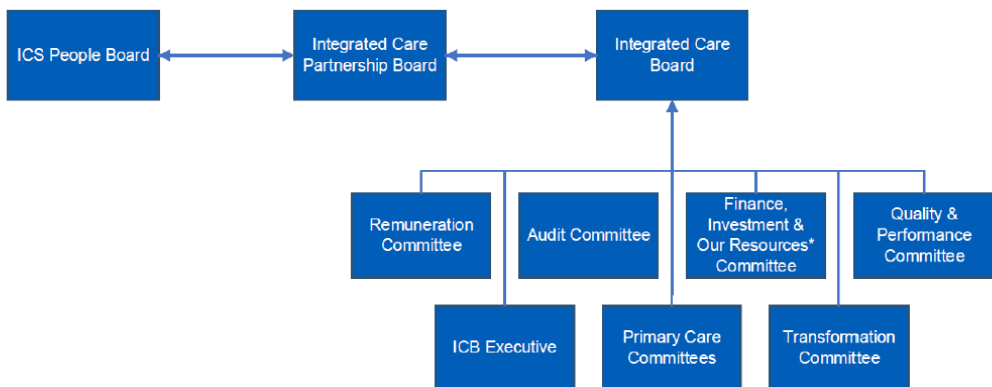 ICS People Board
Integrated Care
Partnership Board
Integrated Care
Board
Remuneration
Committee
Audit Committee
Finance,
Investment &
Our Resources*
Committee
Quality &
Performance
Committee
ICB Executive
Primary Care
Committees
Transformation
Committee